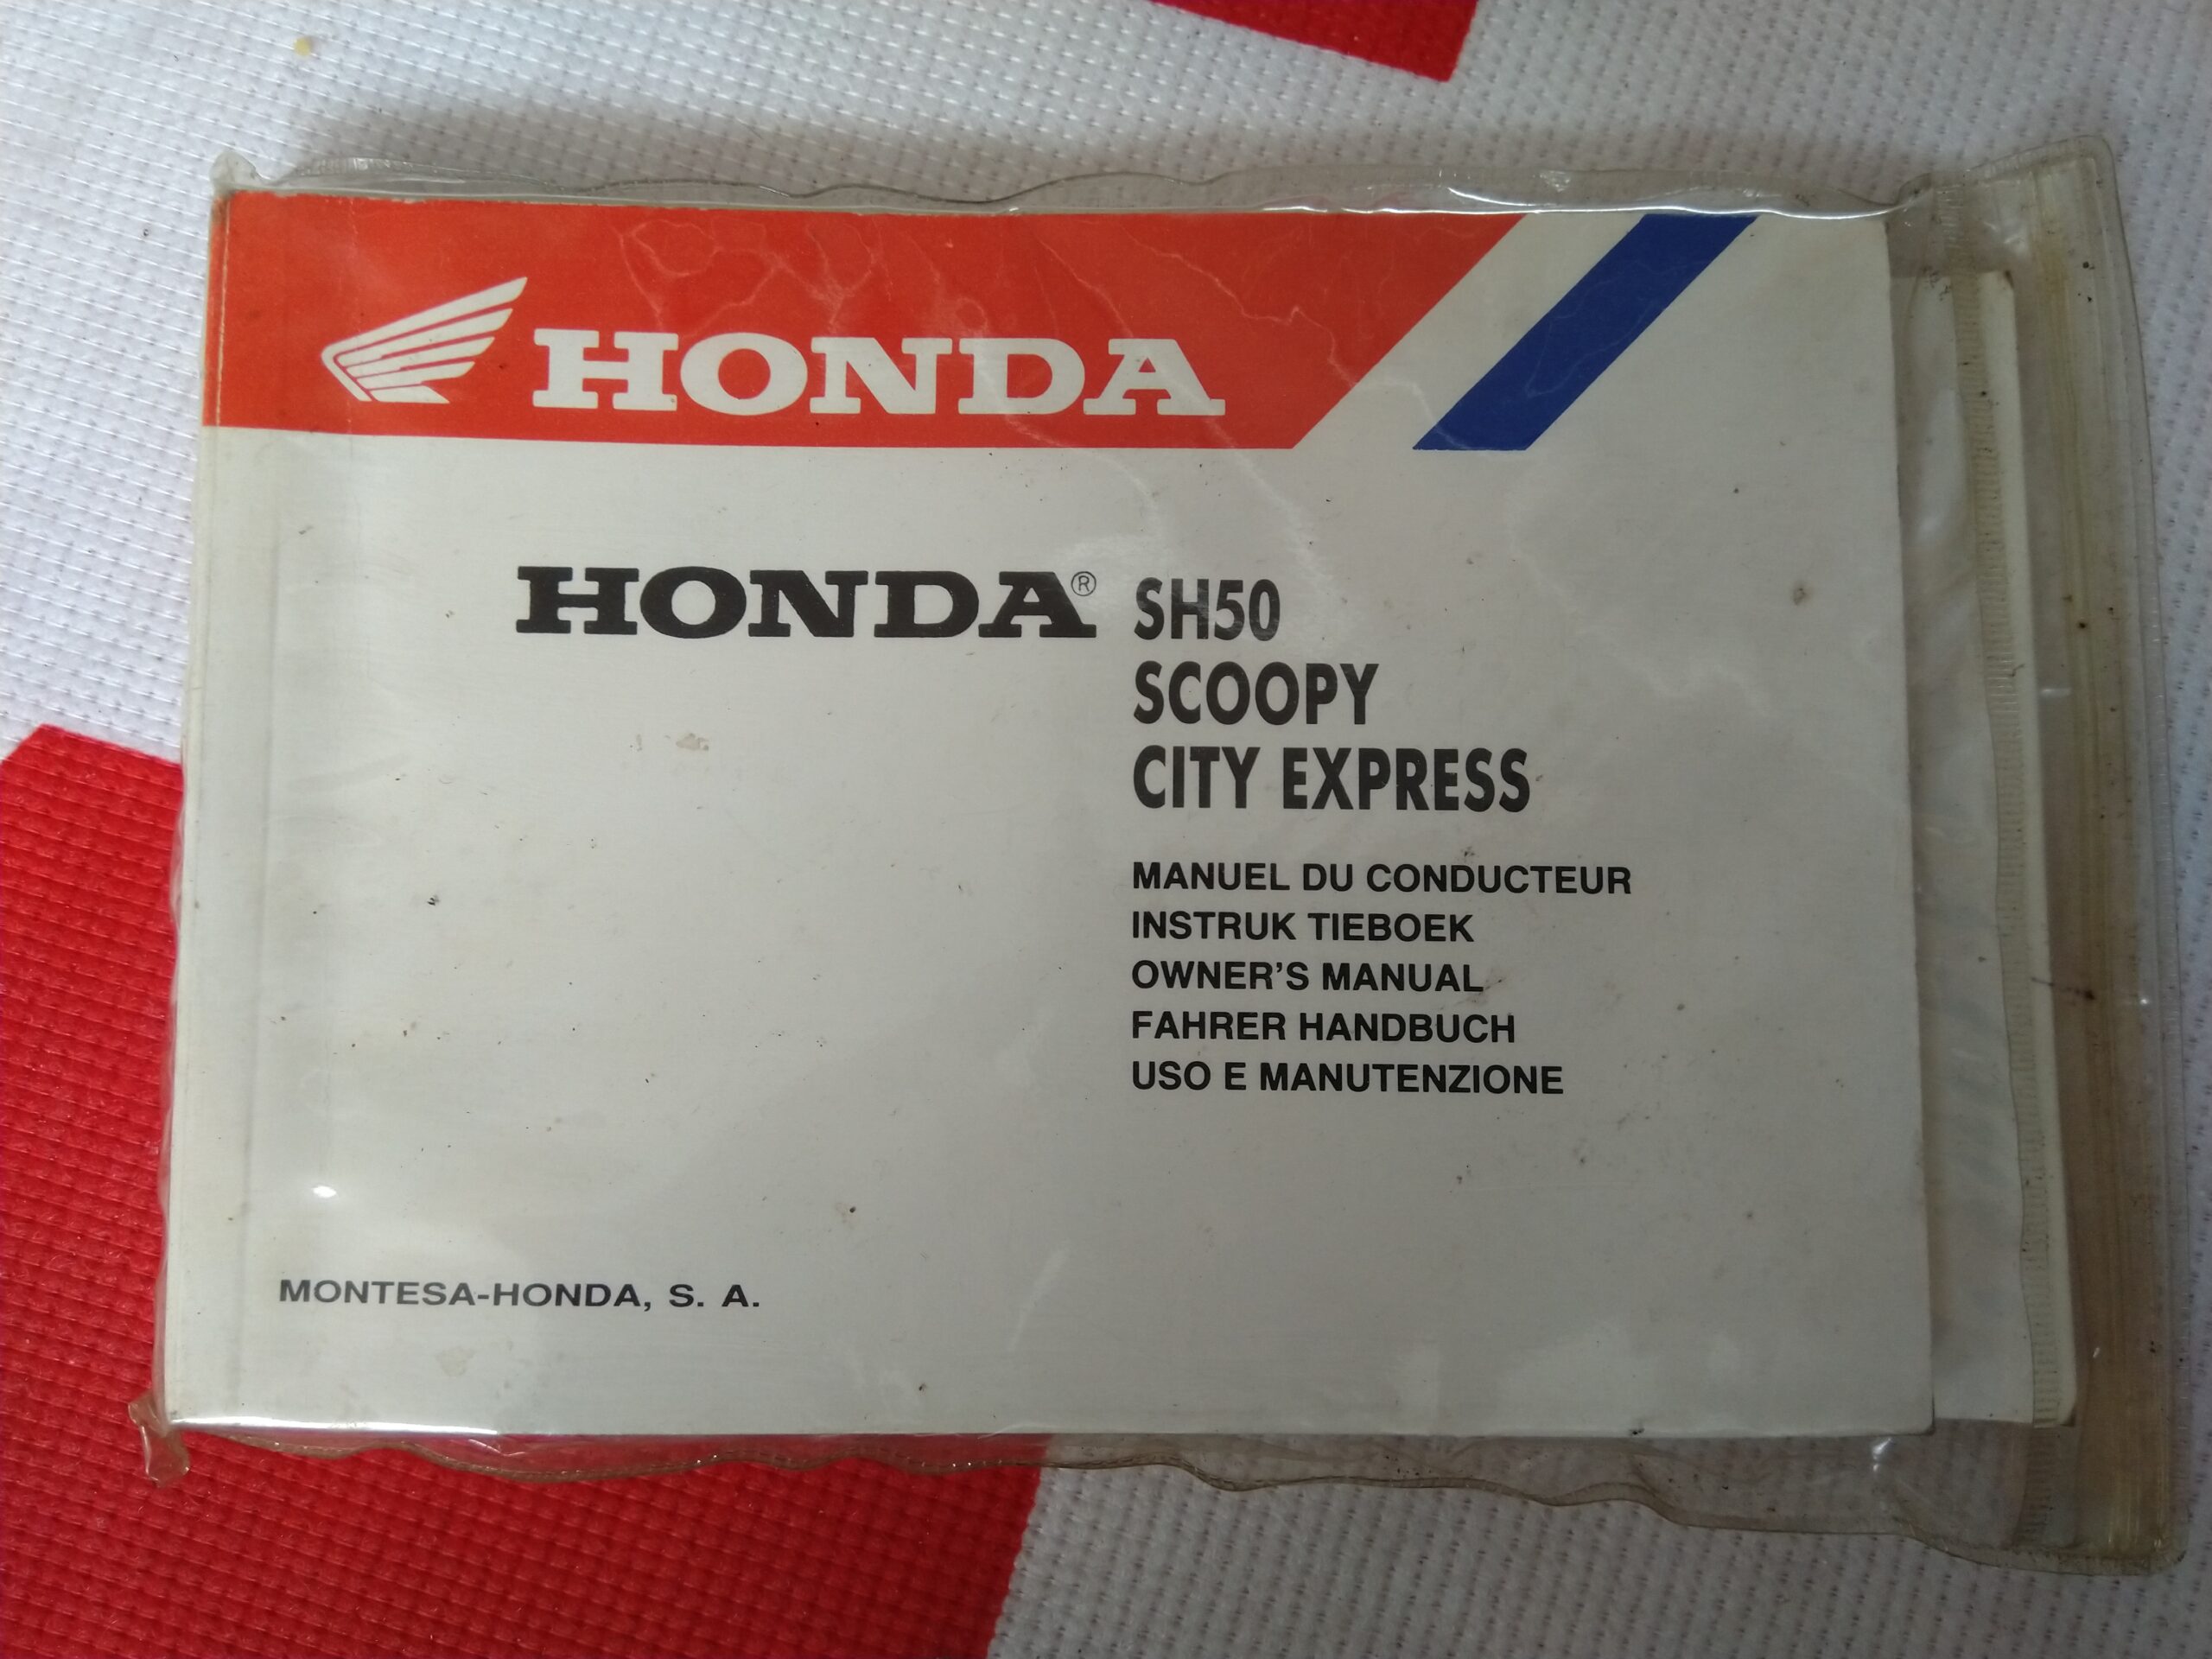 HONDA
HONDA® SH50
SCOOPY
CITY EXPRESS
MANUEL DU CONDUCTEUR
INSTRUK TIEBOEK
OWNER'S MANUAL
FAHRER HANDBUCH
USO E MANUTENZIONE
MONTESA-HONDA, S. A.